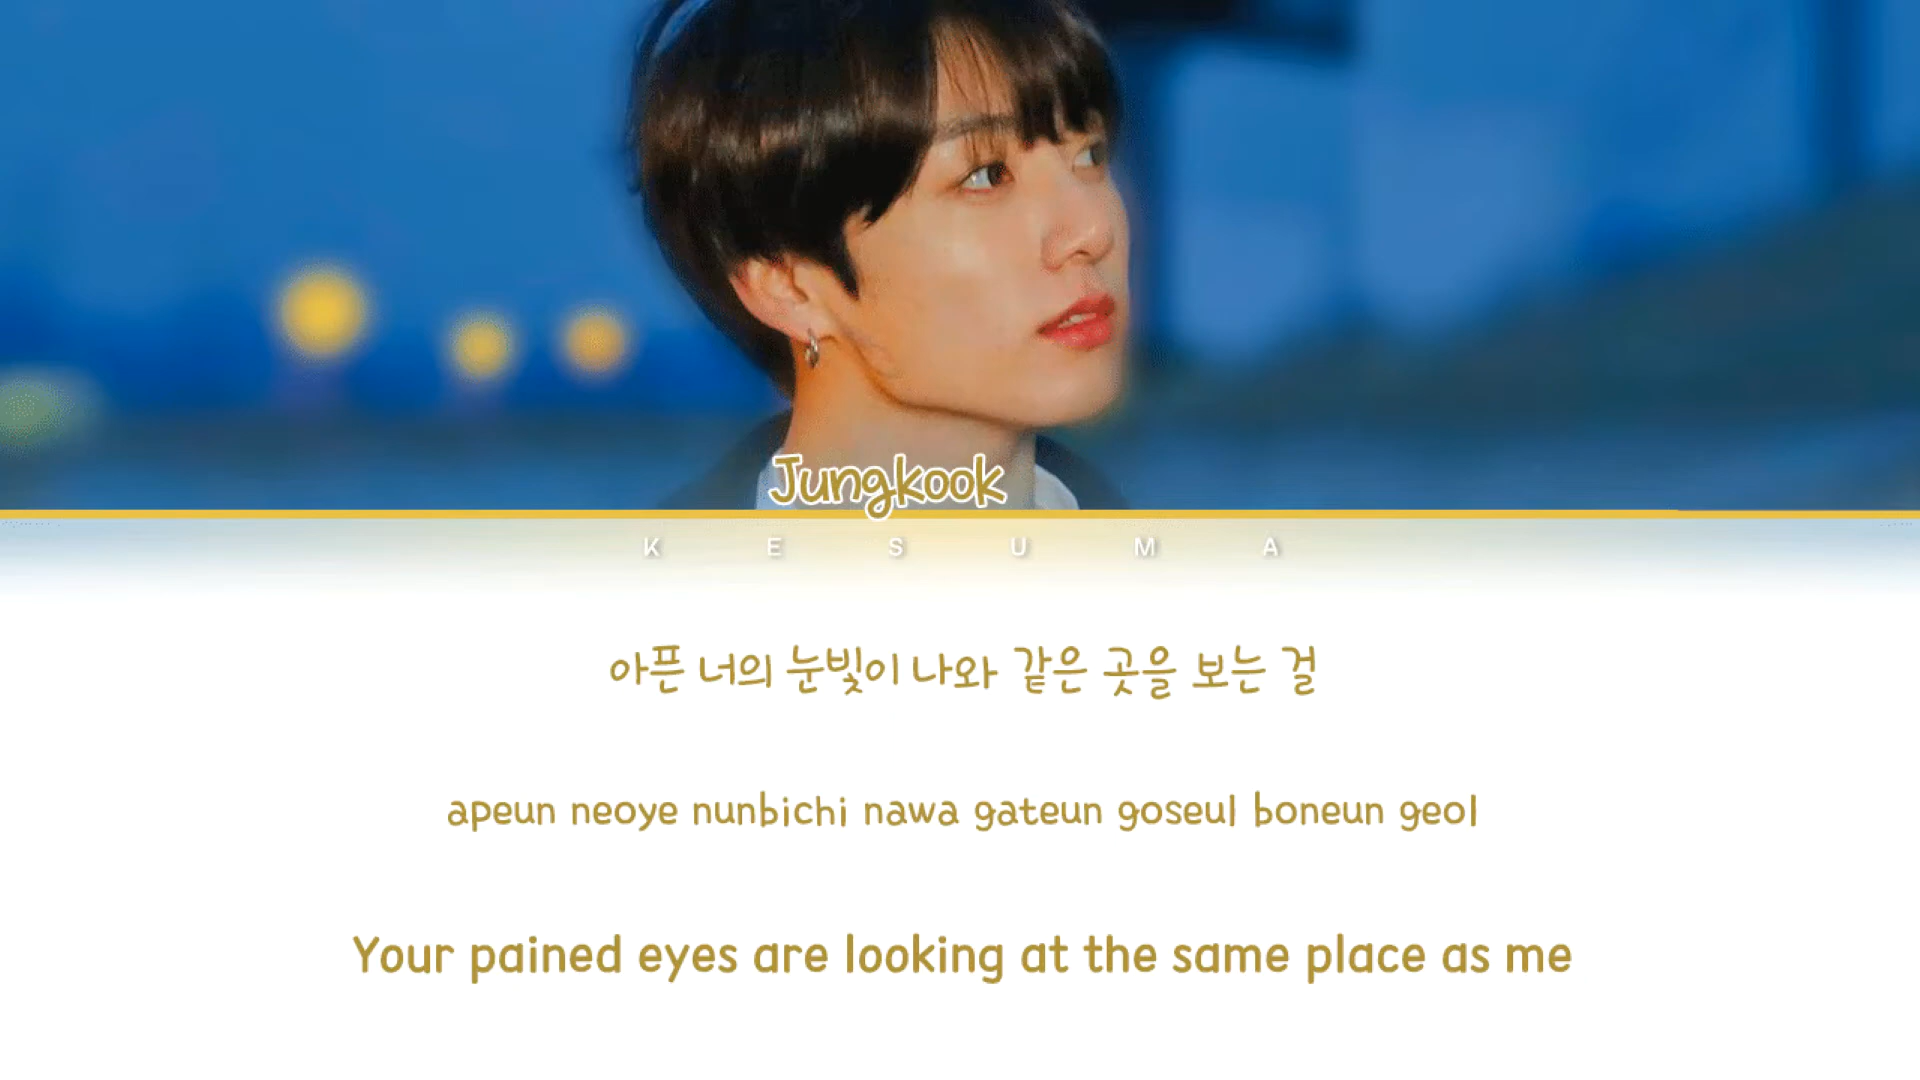 Jungkook
K E S U M A
아픈 너의 눈빛이 나와 같은 곳을 보는 걸
apeun neoye nunbichi nawa gateun goseul boneun geol
Your pained eyes are looking at the same place as me